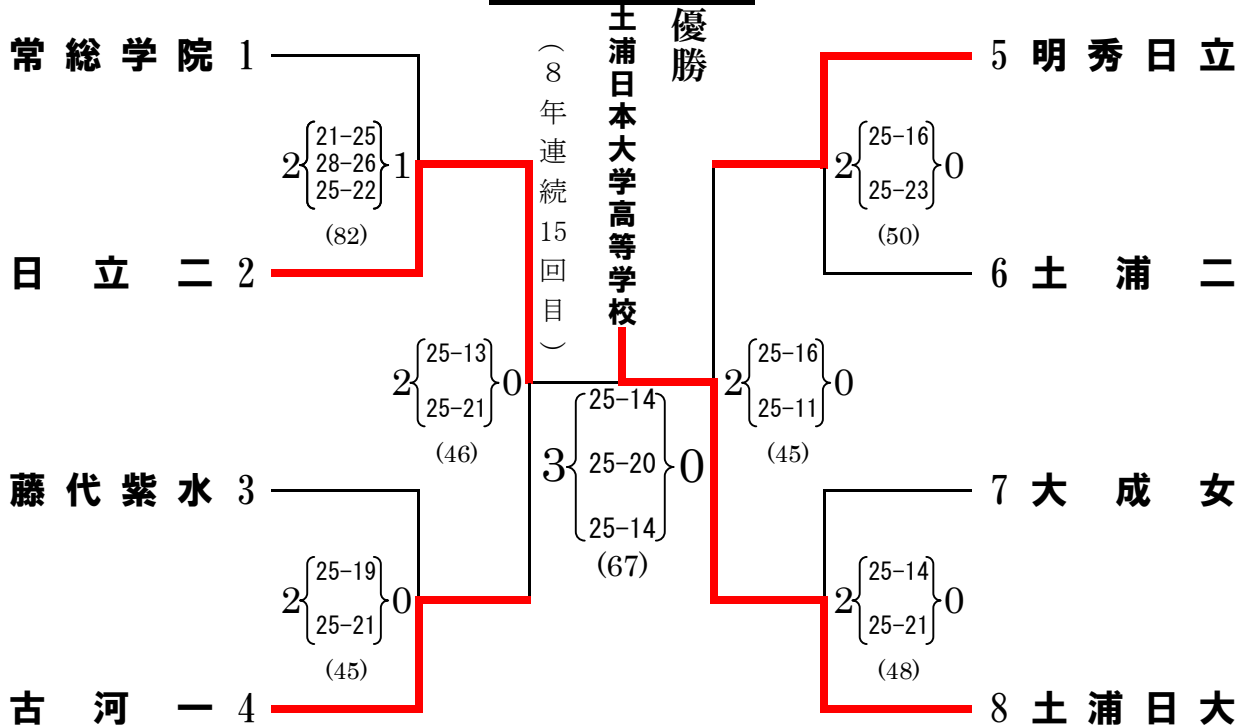 優勝
土浦日本大学高等学校
（8年連続15回目）
常総学院 1
2 21-25 1
28-26
25-22
(82)
日立二 2
2 25-13 0
25-21
(46)
藤代紫水 3
2 25-19 0
25-21
(45)
古河一 4
3 25-14 0
25-20
25-14
(67)
5 明秀日立
2 25-16 0
25-23
(50)
6 土浦二
2 25-16 0
25-11
(45)
7 大成女
2 25-14 0
25-21
(48)
8 土浦日大